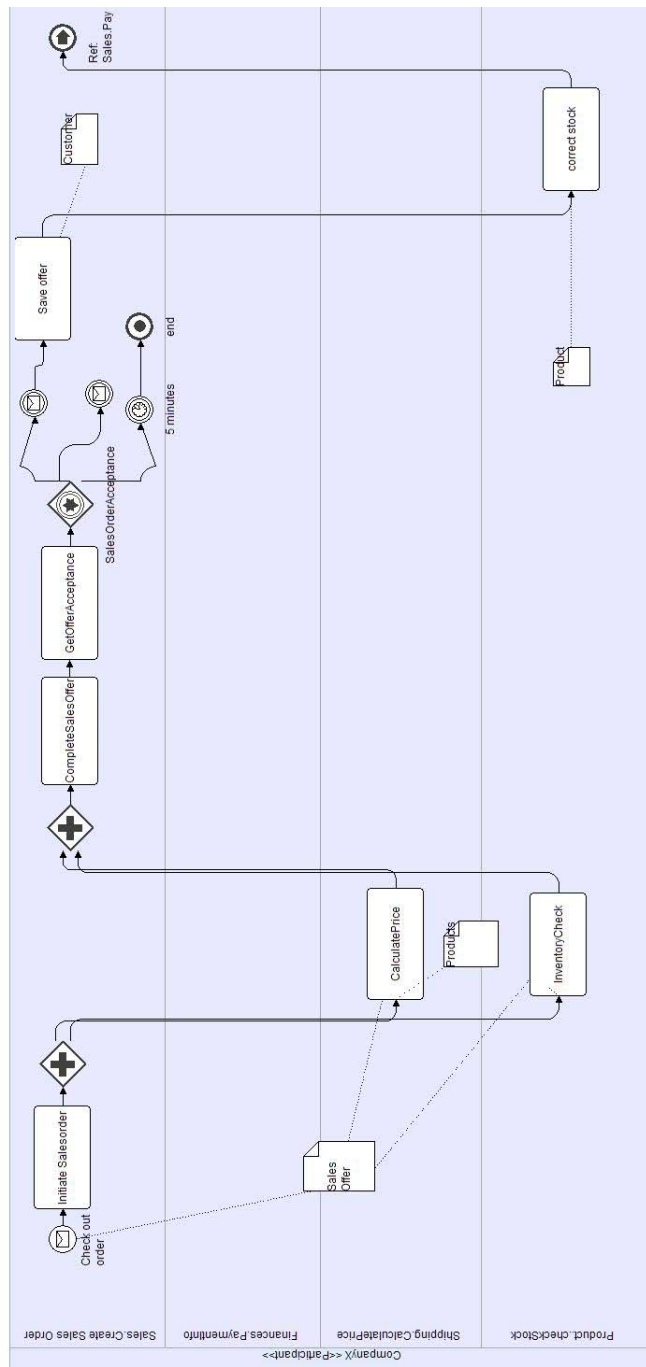 CompanyX <<Participant>>
Sales.Create Sales Order
Finances.PaymentInfo
Shipping.CalculatePrice
Product.checkStock
Check out
order
Initiate Salesorder
Sales
Offer
CalculatePrice
Products
InventoryCheck
CompleteSalesOffer
GetOfferAcceptance
SalesOrderAcceptance
5 minutes
end
Save offer
Customer
Product
correct stock
Ref:
Sales.Pay